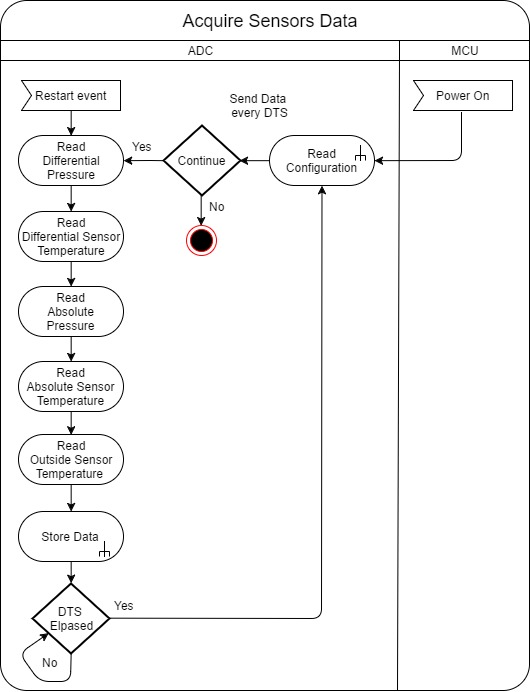 Acquire Sensors Data
ADC
MCU
Restart event
Send Data
every DTS
Power On
Read
Differential
Pressure
Yes
Continue
Read
Configuration
No
Read
Differential Sensor
Temperature
Read
Absolute
Pressure
Read
Absolute Sensor
Temperature
Read
Outside Sensor
Temperature
Store Data
DTS
Elpased
Yes
No